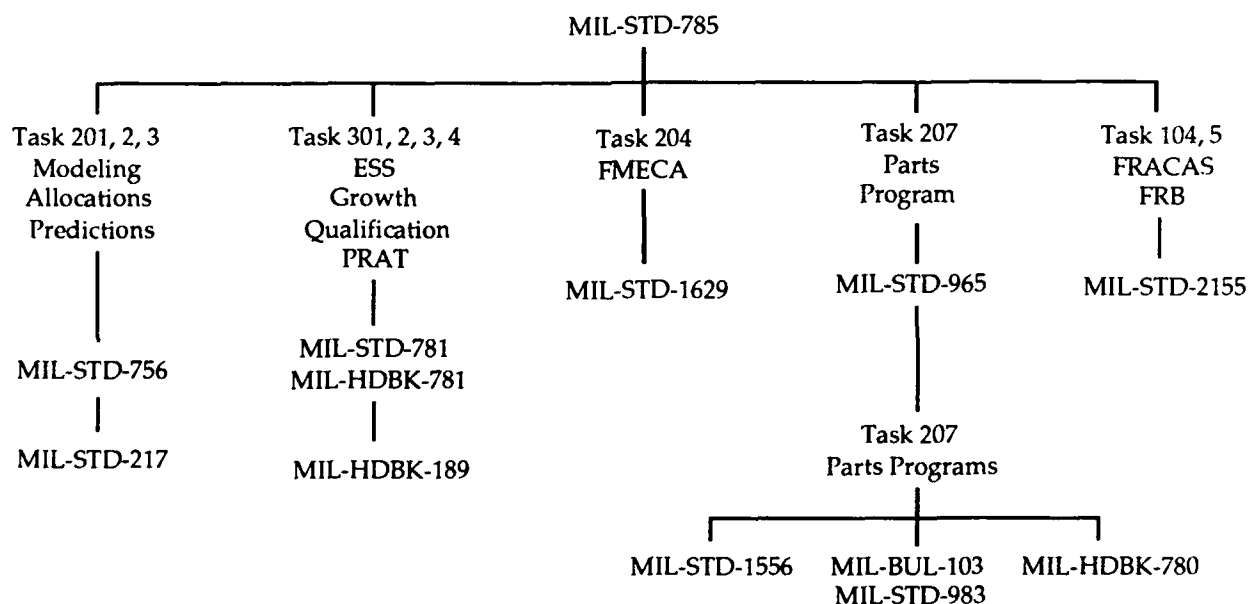 MIL-STD-785
Task 201, 2, 3
Modeling
Allocations
Predictions
MIL-STD-756
MIL-STD-217
Task 301, 2, 3, 4
ESS
Growth
Qualification
PRAT
MIL-STD-781
MIL-HDBK-781
MIL-HDBK-189
Task 204
FMECA
MIL-STD-1629
Task 207
Parts
Program
MIL-STD-965
Task 207
Parts Programs
MIL-STD-1556
MIL-BUL-103
MIL-STD-983
MIL-HDBK-780
Task 104, 5
FRACAS
FRB
MIL-STD-2155